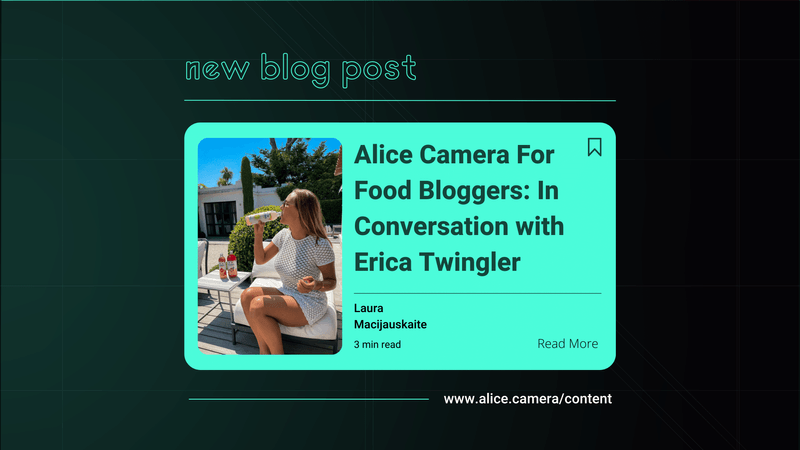 new blog post
Alice Camera For
Food Bloggers: In
Conversation with
Erica Twingler
Laura
Macijauskaite
3 min read
Read More
www.alice.camera/content